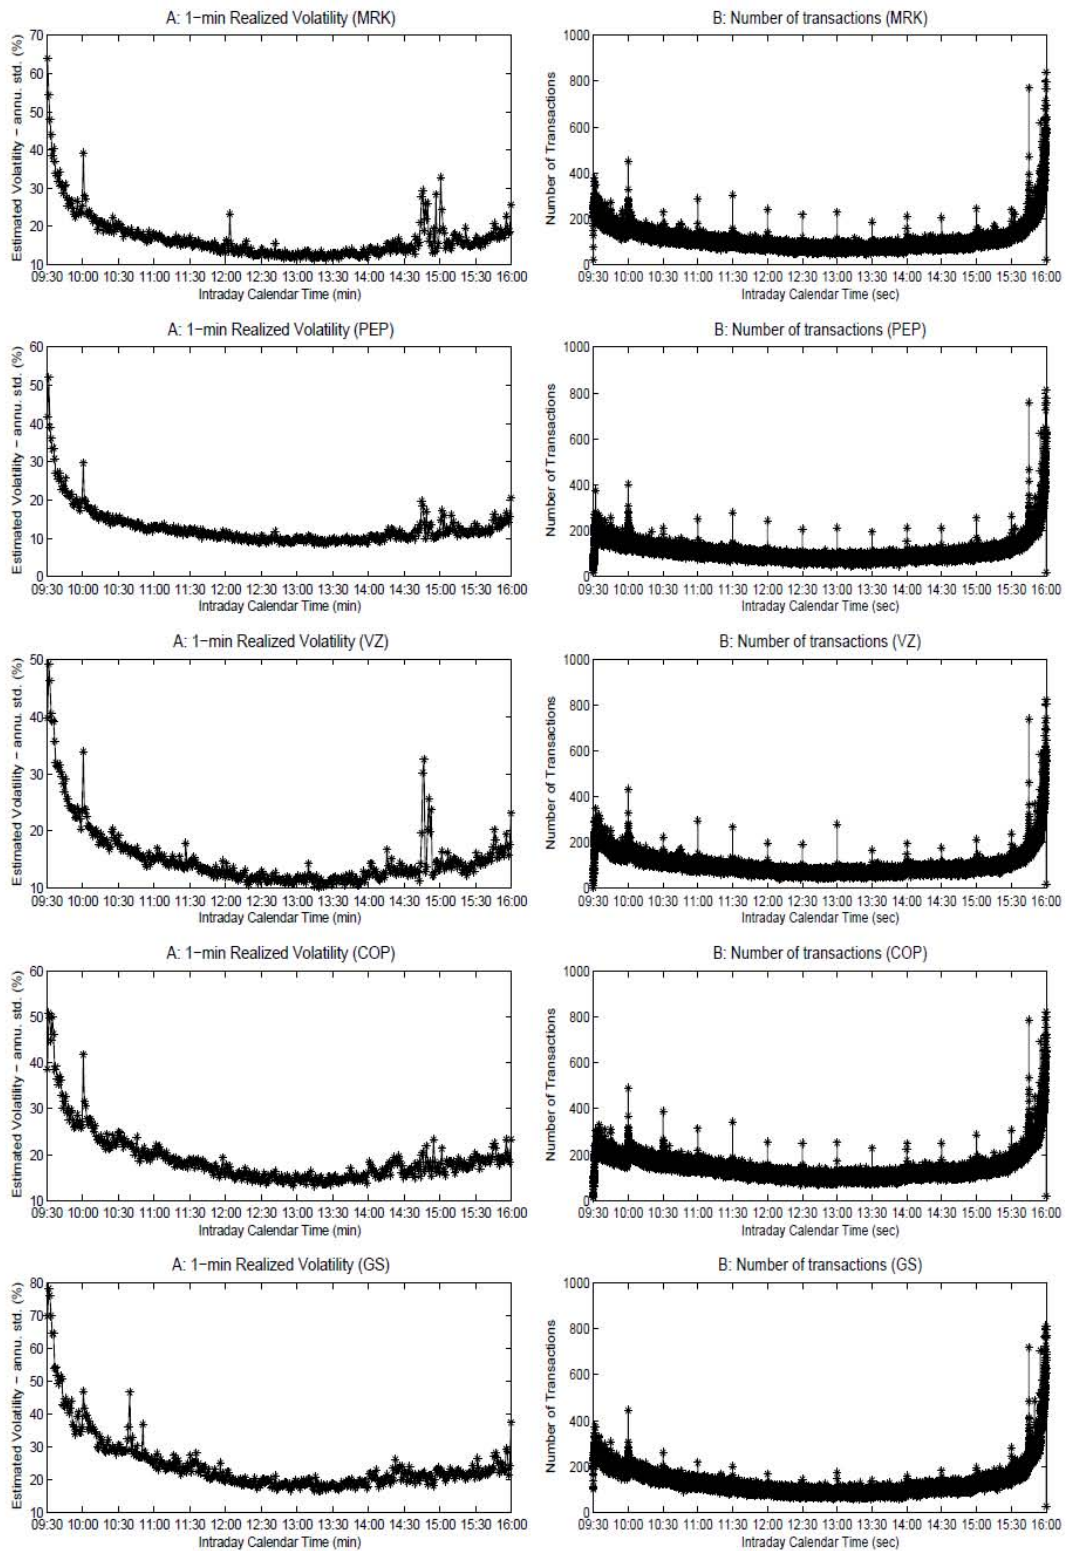 A: 1−min Realized Volatility (MRK)
Estimated Volatility − annu. std. (%)
70
60
50
40
30
20
10
09:30 10:00 10:30 11:00 11:30 12:00 12:30 13:00 13:30 14:00 14:30 15:00 15:30 16:00
Intraday Calendar Time (min)
B: Number of transactions (MRK)
Number of Transactions
1000
800
600
400
200
0
09:30 10:00 10:30 11:00 11:30 12:00 12:30 13:00 13:30 14:00 14:30 15:00 15:30 16:00
Intraday Calendar Time (sec)
A: 1−min Realized Volatility (PEP)
Estimated Volatility − annu. std. (%)
60
50
40
30
20
10
0
09:30 10:00 10:30 11:00 11:30 12:00 12:30 13:00 13:30 14:00 14:30 15:00 15:30 16:00
Intraday Calendar Time (min)
B: Number of transactions (PEP)
Number of Transactions
1000
800
600
400
200
0
09:30 10:00 10:30 11:00 11:30 12:00 12:30 13:00 13:30 14:00 14:30 15:00 15:30 16:00
Intraday Calendar Time (sec)
A: 1−min Realized Volatility (VZ)
Estimated Volatility − annu. std. (%)
50
40
30
20
10
09:30 10:00 10:30 11:00 11:30 12:00 12:30 13:00 13:30 14:00 14:30 15:00 15:30 16:00
Intraday Calendar Time (min)
B: Number of transactions (VZ)
Number of Transactions
1000
800
600
400
200
0
09:30 10:00 10:30 11:00 11:30 12:00 12:30 13:00 13:30 14:00 14:30 15:00 15:30 16:00
Intraday Calendar Time (sec)
A: 1−min Realized Volatility (COP)
Estimated Volatility − annu. std. (%)
60
50
40
30
20
10
09:30 10:00 10:30 11:00 11:30 12:00 12:30 13:00 13:30 14:00 14:30 15:00 15:30 16:00
Intraday Calendar Time (min)
B: Number of transactions (COP)
Number of Transactions
1000
800
600
400
200
0
09:30 10:00 10:30 11:00 11:30 12:00 12:30 13:00 13:30 14:00 14:30 15:00 15:30 16:00
Intraday Calendar Time (sec)
A: 1−min Realized Volatility (GS)
Estimated Volatility − annu. std. (%)
80
70
60
50
40
30
20
10
09:30 10:00 10:30 11:00 11:30 12:00 12:30 13:00 13:30 14:00 14:30 15:00 15:30 16:00
Intraday Calendar Time (min)
B: Number of transactions (GS)
Number of Transactions
1000
800
600
400
200
0
09:30 10:00 10:30 11:00 11:30 12:00 12:30 13:00 13:30 14:00 14:30 15:00 15:30 16:00
Intraday Calendar Time (sec)